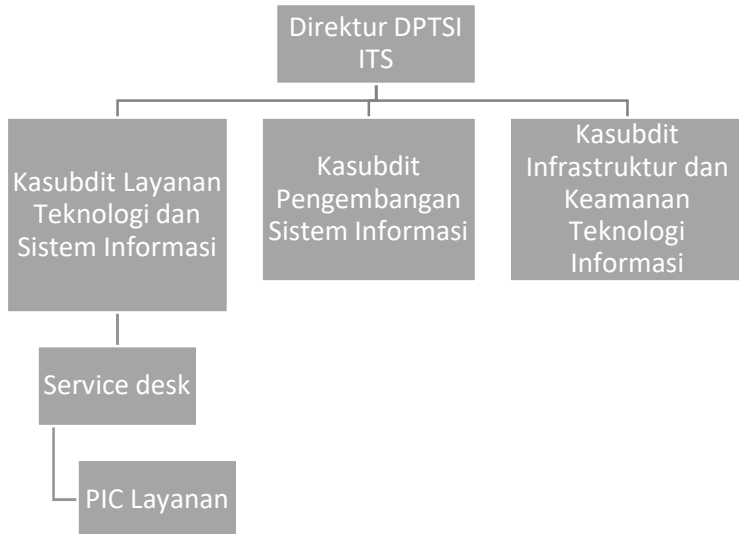 Direktur DPTSI
ITS
Kasubdit Layanan
Teknologi dan
Sistem Informasi
Kasubdit
Pengembangan
Sistem Informasi
Kasubdit
Infrastruktur dan
Keamanan
Teknologi
Informasi
Service desk
PIC Layanan